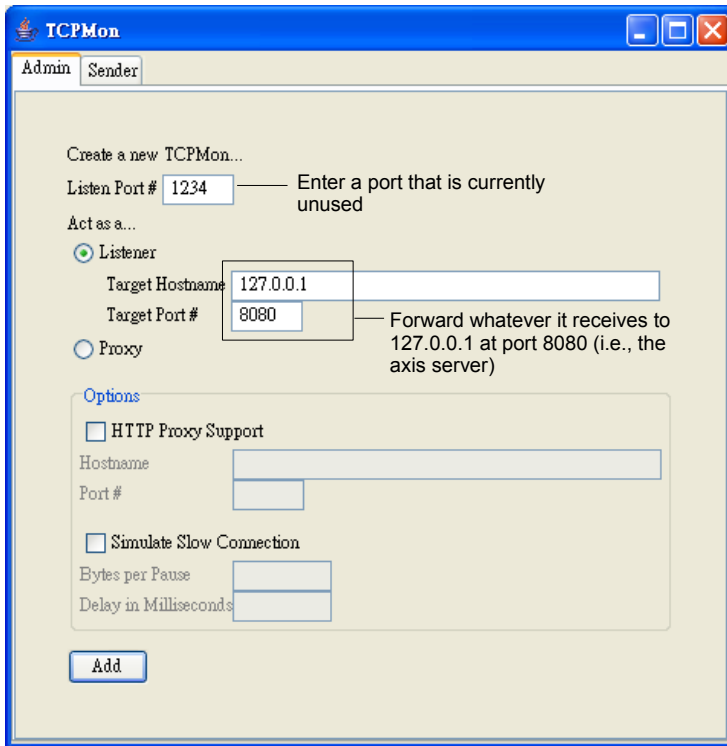 TCPMon
Admin Sender
Create a new TCPMon...
Listen Port # 1234
Enter a port that is currently
unused
Act as a...
Listener
Target Hostname 127.0.0.1
Target Port # 8080
Forward whatever it receives to
127.0.0.1 at port 8080 (i.e., the
axis server)
Proxy
Options
HTTP Proxy Support
Hostname
Port #
Simulate Slow Connection
Bytes per Pause
Delay in Milliseconds
Add